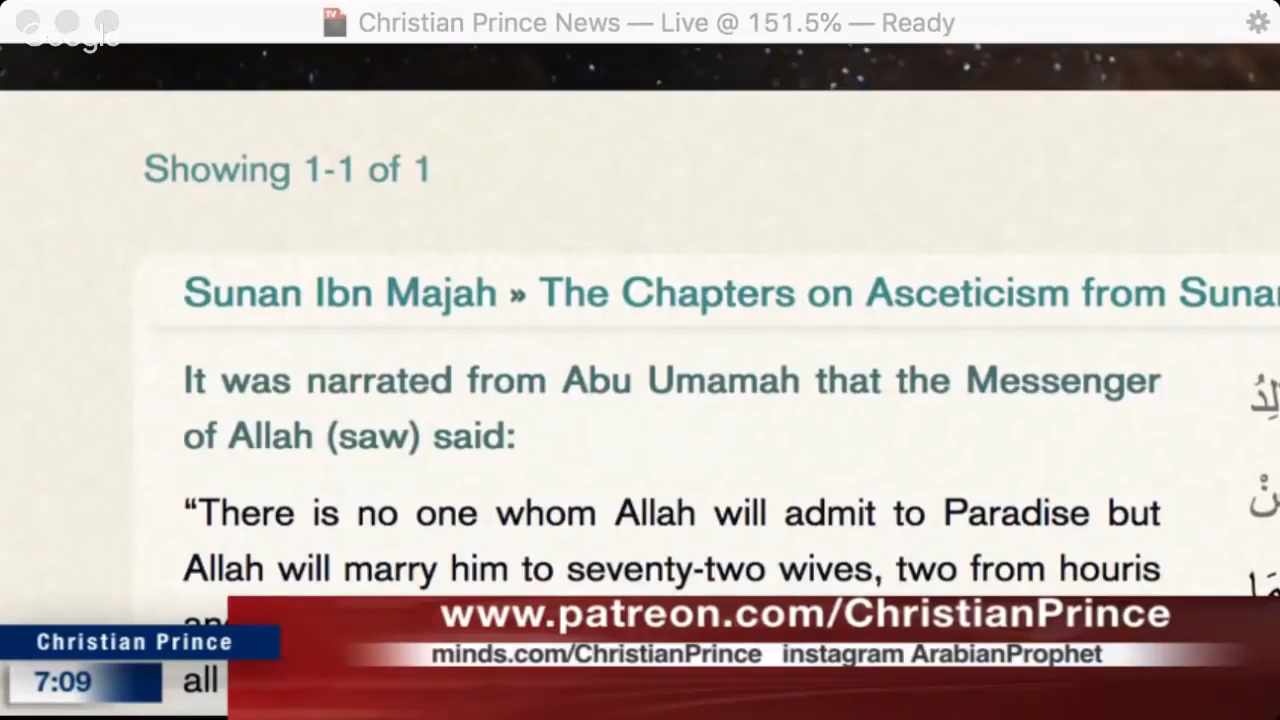 Christian Prince News — Live @ 151.5% — Ready
Google
Showing 1-1 of 1
Sunan Ibn Majah » The Chapters on Asceticism from
It was narrated from Abu Umamah that the Messenger
of Allah (saw) said:
“There is no one whom Allah will admit to Paradise but
Allah will marry him to seventy-two wives, two from houris
all
www.patreon.com/ChristianPrince
Christian Prince
minds.com/ChristianPrince instagram ArabianProphet
7:09